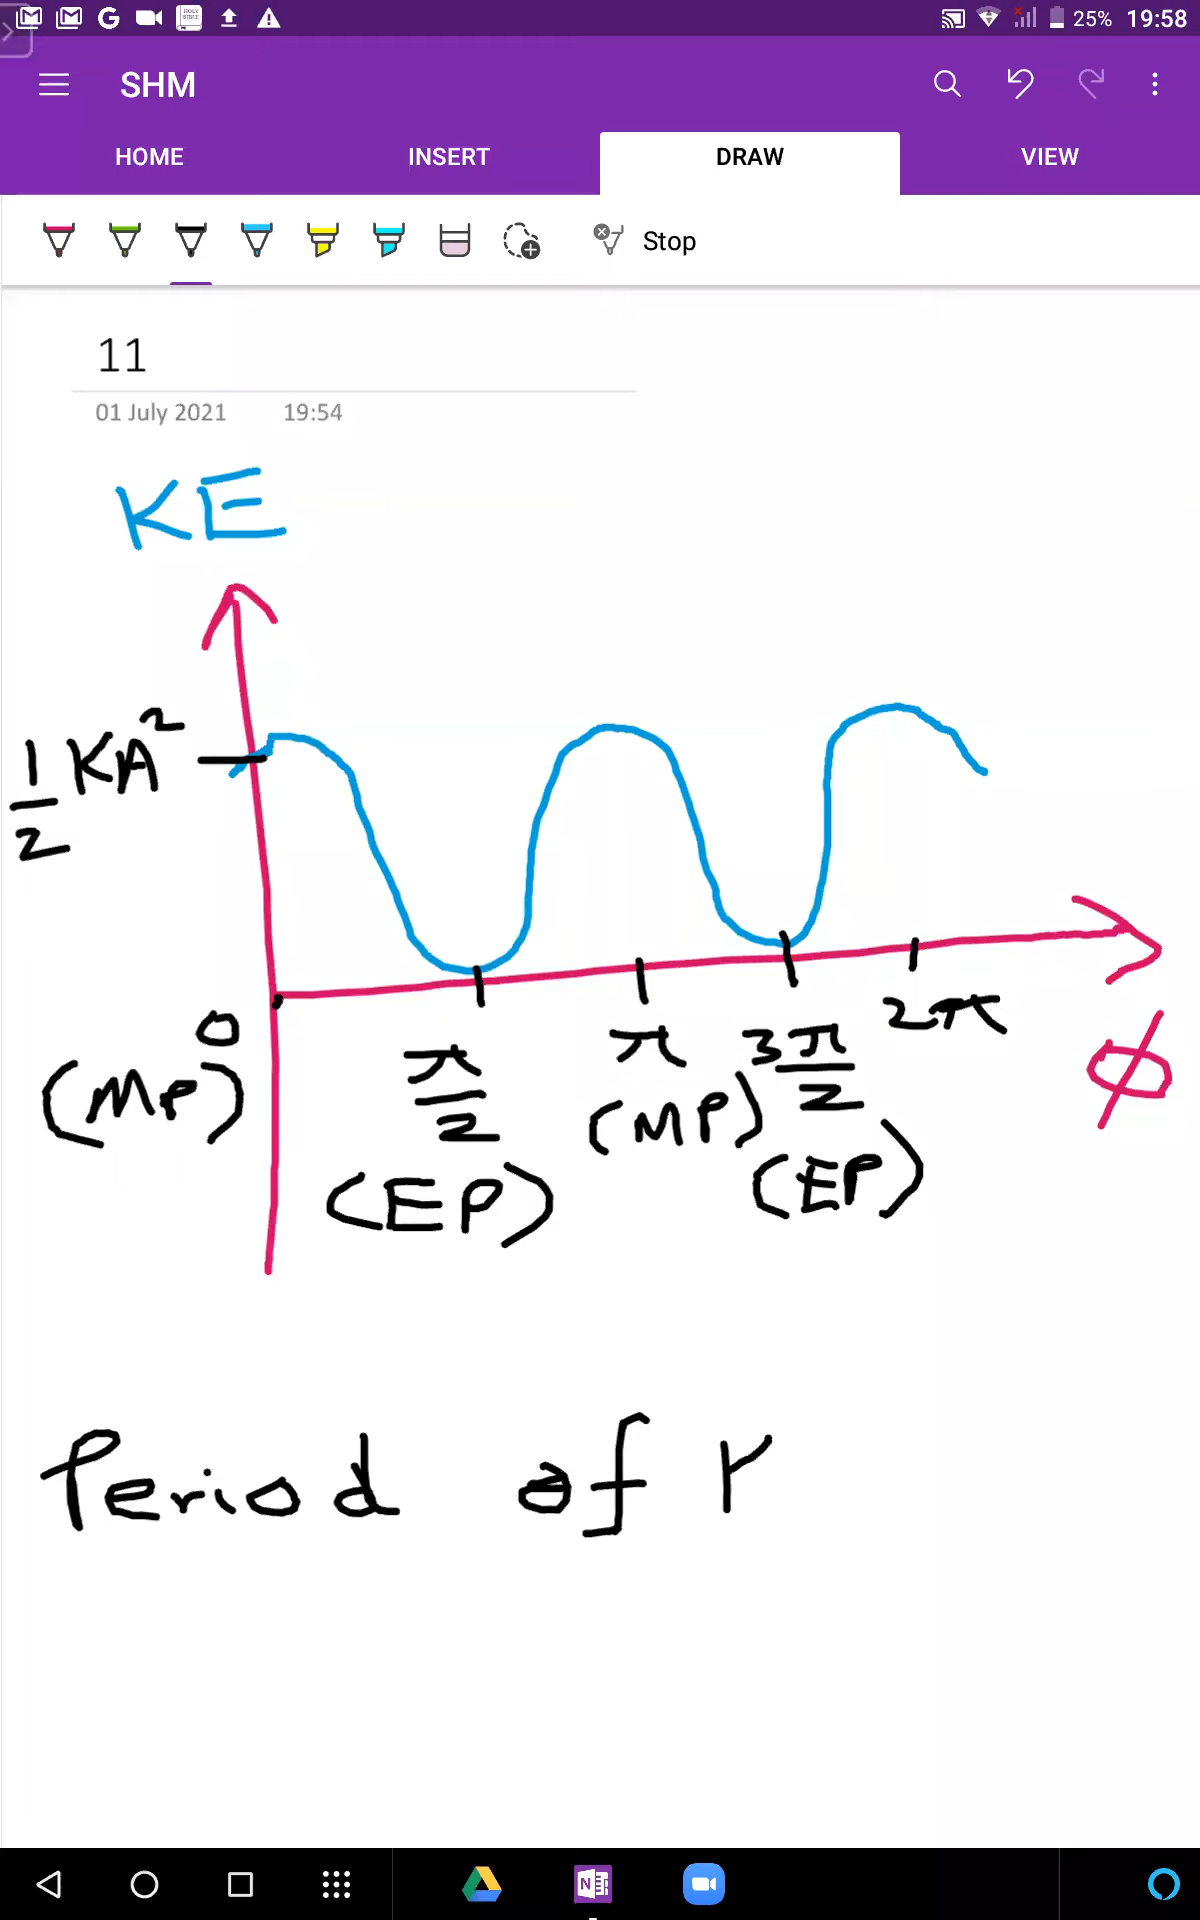 25% 19:58
SHM
HOME INSERT DRAW VIEW
Stop
11
01 July 2021 19:54
KE
1/2 KA²
0 π/2 π 3π/2 2π
(MP) (EP) (MP) (EP)
ϕ
Period of